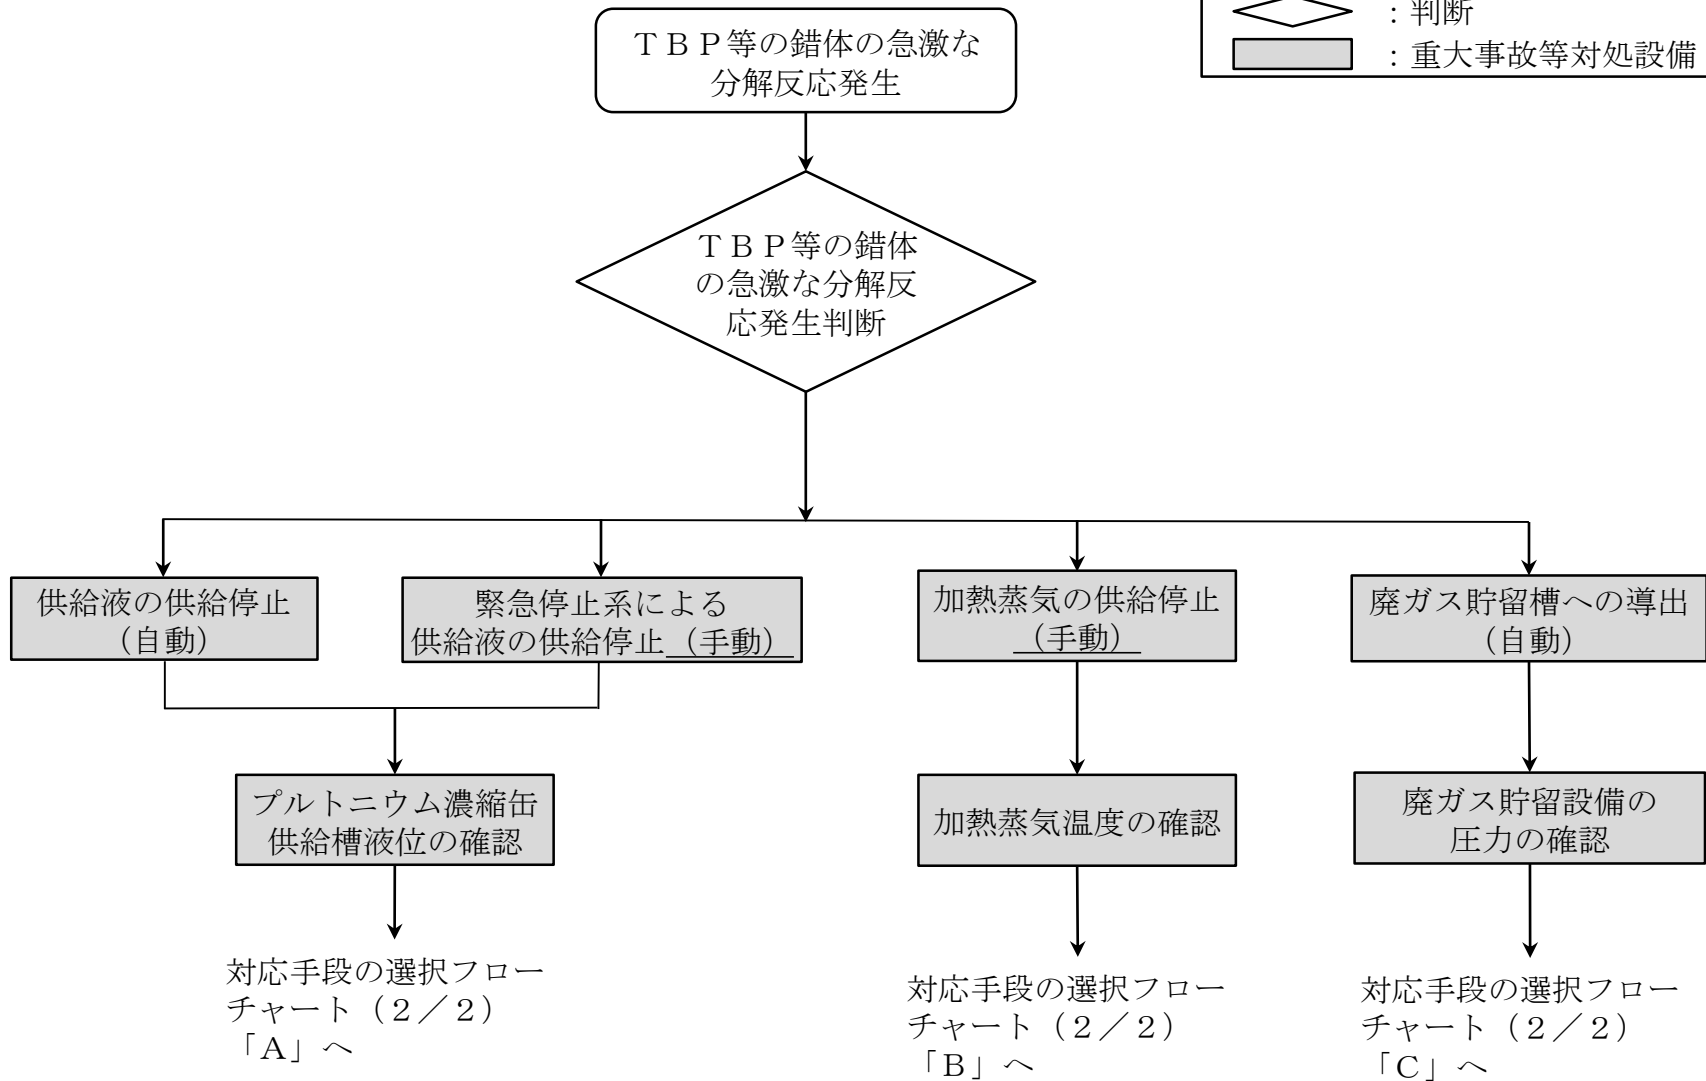 ：判断
：重大事故等対処設備
ＴＢＰ等の錯体の急激な
分解反応発生
ＴＢＰ等の錯体
の急激な分解反
応発生判断
供給液の供給停止
（自動）
緊急停止系による
供給液の供給停止（手動）
加熱蒸気の供給停止
（手動）
廃ガス貯留槽への導出
（自動）
プルトニウム濃縮缶
供給槽液位の確認
加熱蒸気温度の確認
廃ガス貯留設備の
圧力の確認
対応手段の選択フロー
チャート（２／２）
「Ａ」へ
対応手段の選択フロー
チャート（２／２）
「Ｂ」へ
対応手段の選択フロー
チャート（２／２）
「Ｃ」へ